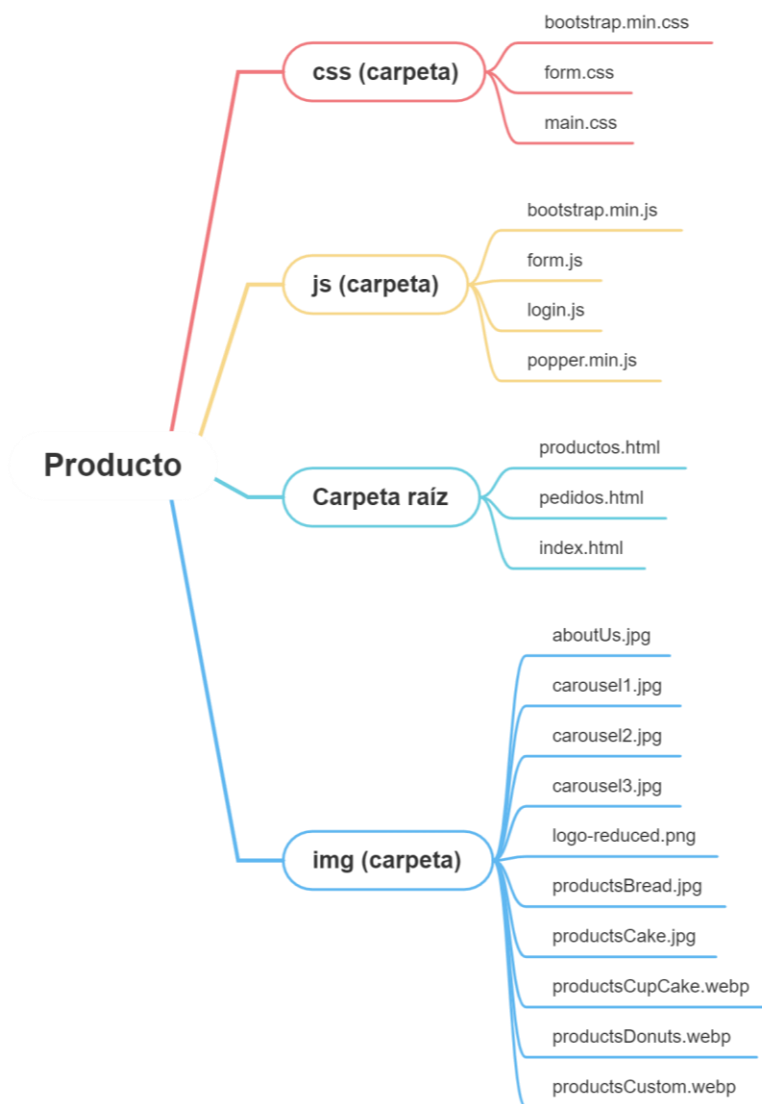 Producto
css (carpeta)
bootstrap.min.css
form.css
main.css
js (carpeta)
bootstrap.min.js
form.js
login.js
popper.min.js
Carpeta raíz
productos.html
pedidos.html
index.html
img (carpeta)
aboutUs.jpg
carousel1.jpg
carousel2.jpg
carousel3.jpg
logo-reduced.png
productsBread.jpg
productsCake.jpg
productsCupCake.webp
productsDonuts.webp
productsCustom.webp